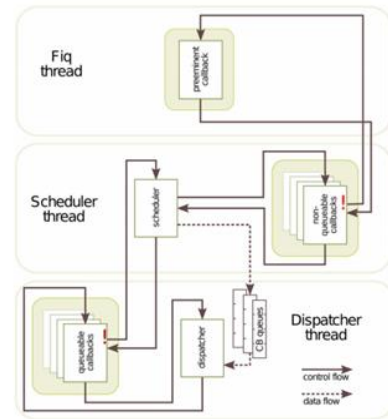 Fiq
thread
preeminent
callback
Scheduler
thread
scheduler
non-
queueable
callbacks
!
Dispatcher
thread
queueable
callbacks
!
dispatcher
CB queues
control flow
data flow